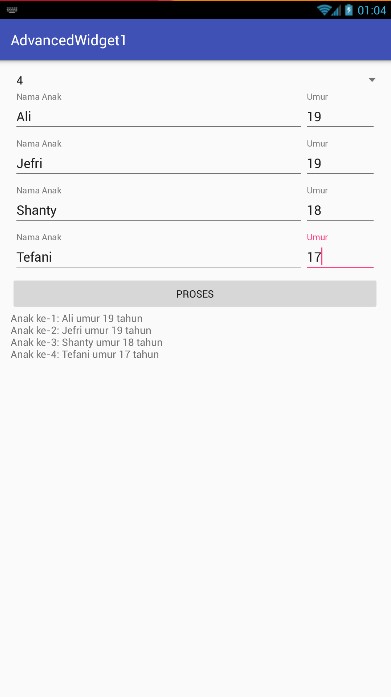 01:04
AdvancedWidget1
4
Nama Anak Umur
Ali 19
Nama Anak Umur
Jefri 19
Nama Anak Umur
Shanty 18
Nama Anak Umur
Tefani 17
PROSES
Anak ke-1: Ali umur 19 tahun
Anak ke-2: Jefri umur 19 tahun
Anak ke-3: Shanty umur 18 tahun
Anak ke-4: Tefani umur 17 tahun